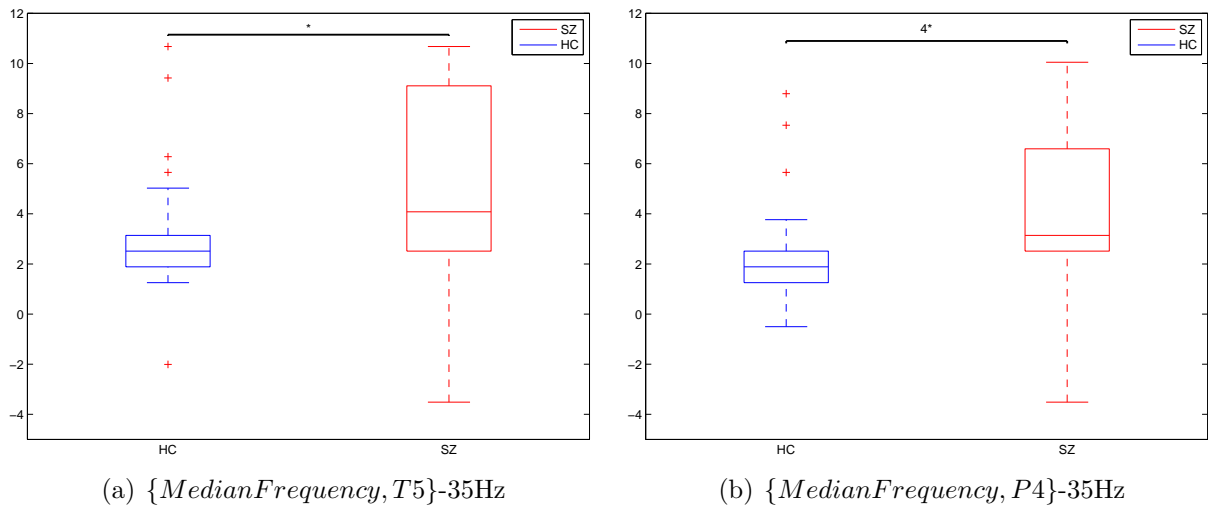 12
10
8
6
4
2
0
−2
−4
*
SZ
HC
HC
SZ
(a) {MedianFrequency, T5}-35Hz
12
10
8
6
4
2
0
−2
−4
4*
SZ
HC
HC
SZ
(b) {MedianFrequency, P4}-35Hz